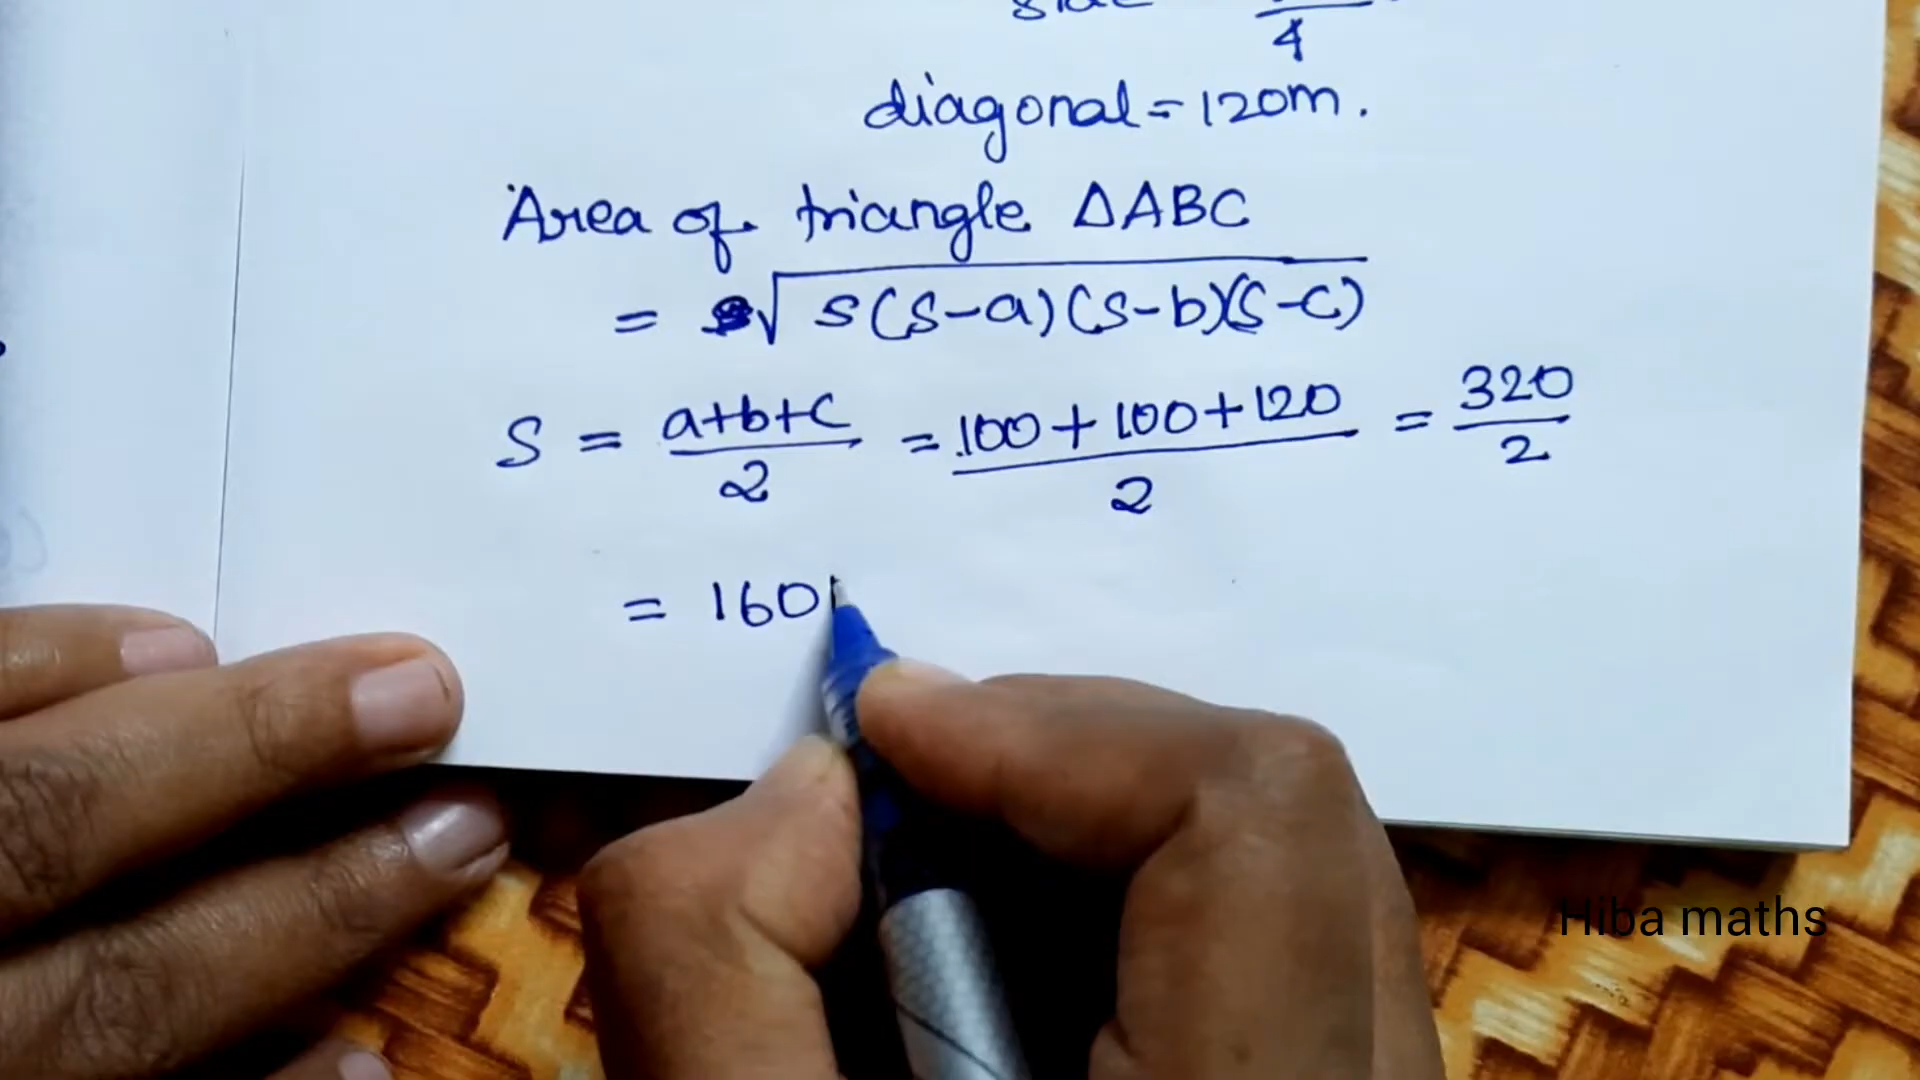 4
diagonal = 120m.
Area of triangle ΔABC
= √s(s-a)(s-b)(s-c)
S = a+b+c/2 = 100+100+120/2 = 320/2
= 160
Hiba maths